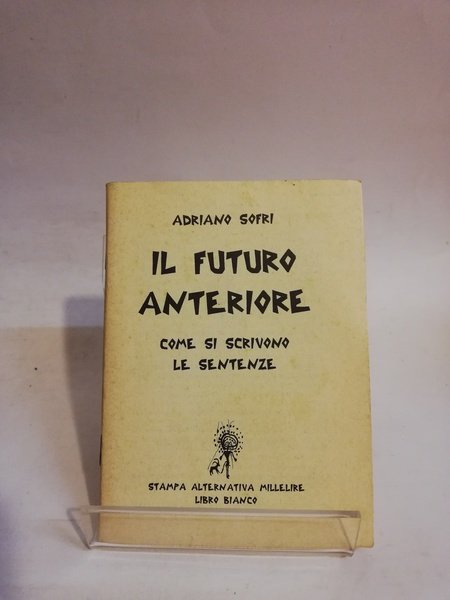 ADRIANO SOFRI
IL FUTURO
ANTERIORE
COME SI SCRIVONO
LE SENTENZE
STAMPA ALTERNATIVA MILLELIRE
LIBRO BIANCO